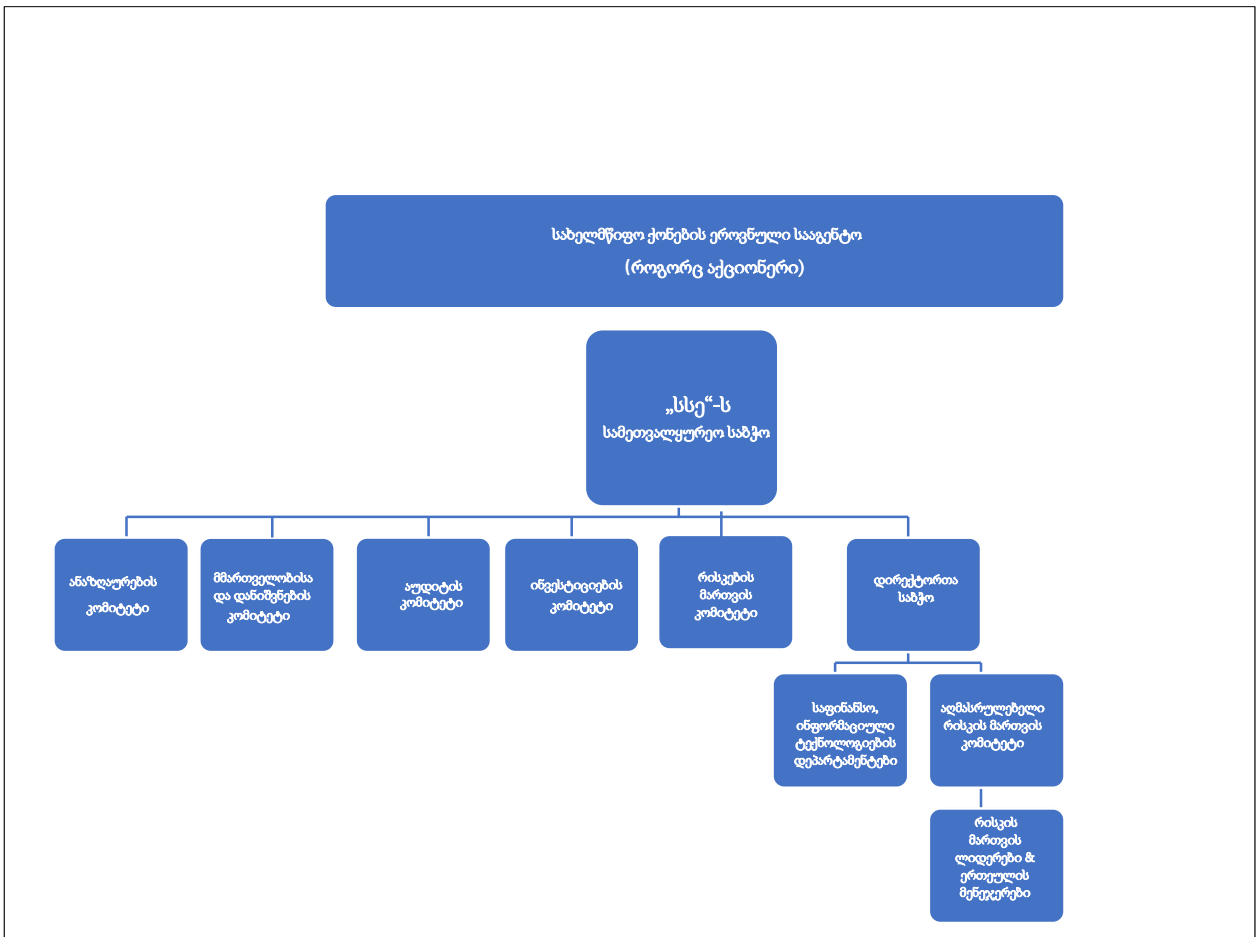 სახელმწიფო ქონების ეროვნული სააგენტო
(როგორც აქციონერი)
„სსე“-ს
სამეთვალყურეო საბჭო
ანაზღაურების
კომიტეტი
მმართველობისა
და დანიშვნების
კომიტეტი
აუდიტის
კომიტეტი
ინვესტიციების
კომიტეტი
რისკების
მართვის
კომიტეტი
დირექტორთა
საბჭო
საფინანსო,
ინფორმაციული
ტექნოლოგიების
დეპარტამენტები
აღმასრულებელი
რისკის მართვის
კომიტეტი
რისკის
მართვის
ლიდერები &
ერთეულის
მენეჯერები